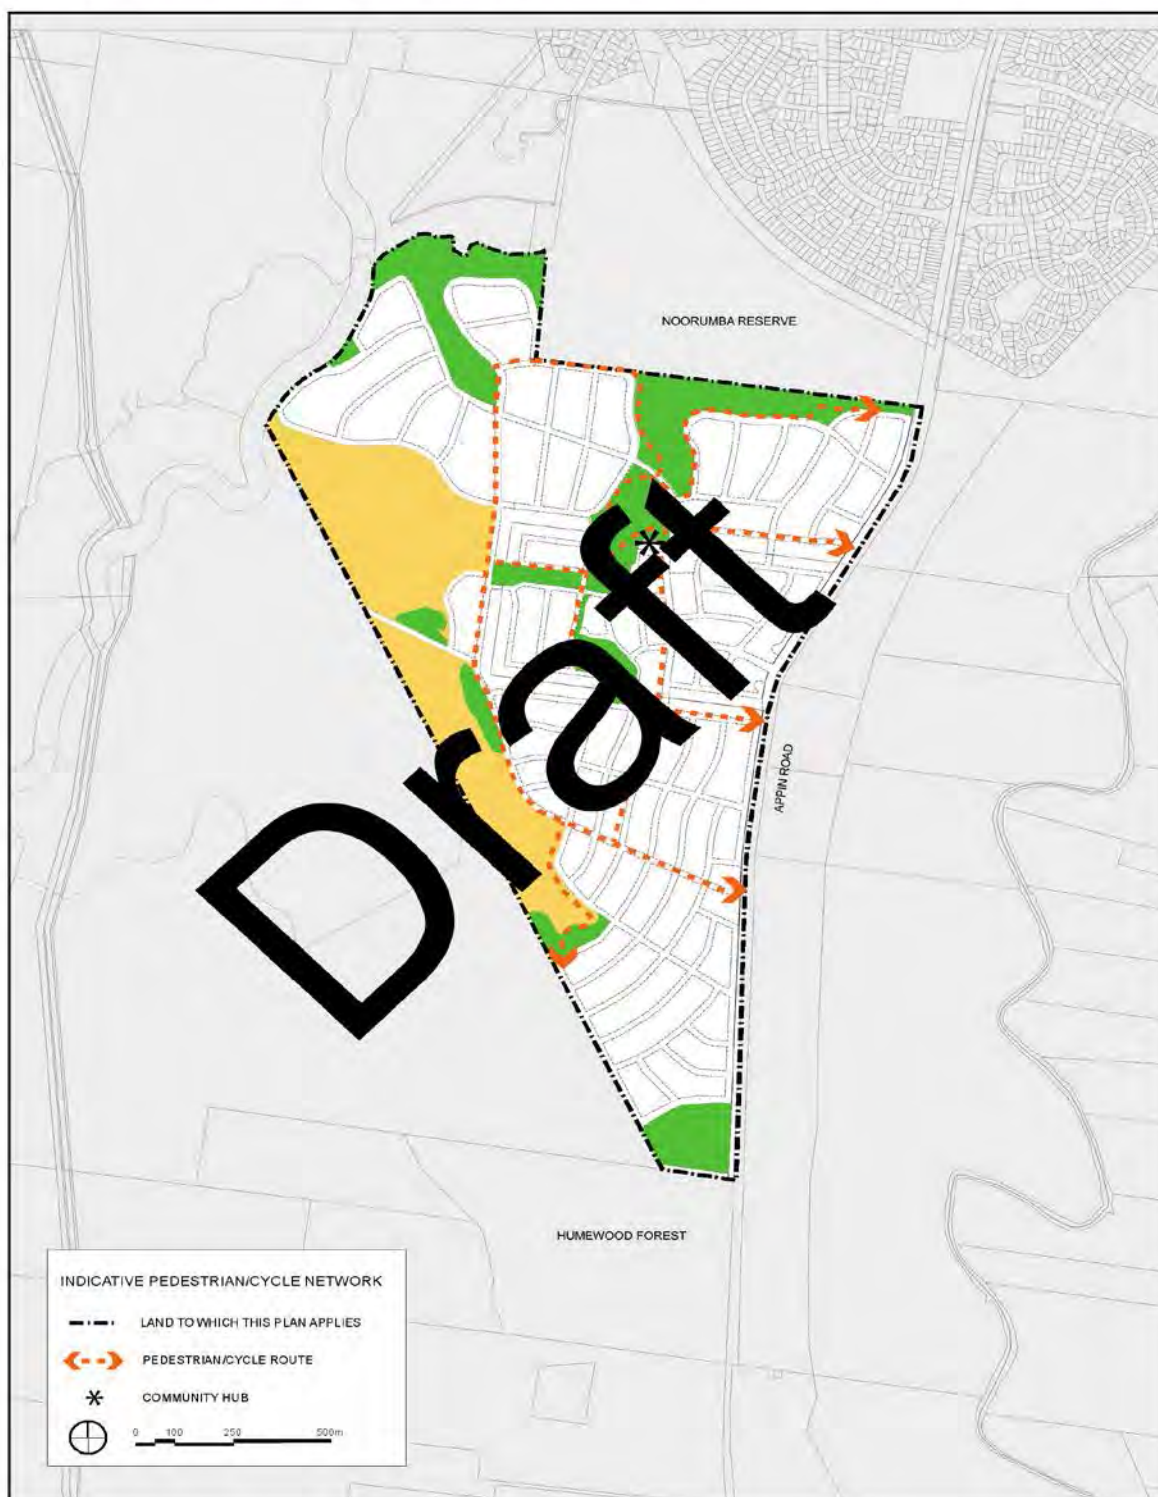 NOORUMBA RESERVE
Draft
APPIN ROAD
HUMEWOOD FOREST
INDICATIVE PEDESTRIAN/CYCLE NETWORK
LAND TO WHICH THIS PLAN APPLIES
PEDESTRIAN/CYCLE ROUTE
COMMUNITY HUB
0 100 250 500m